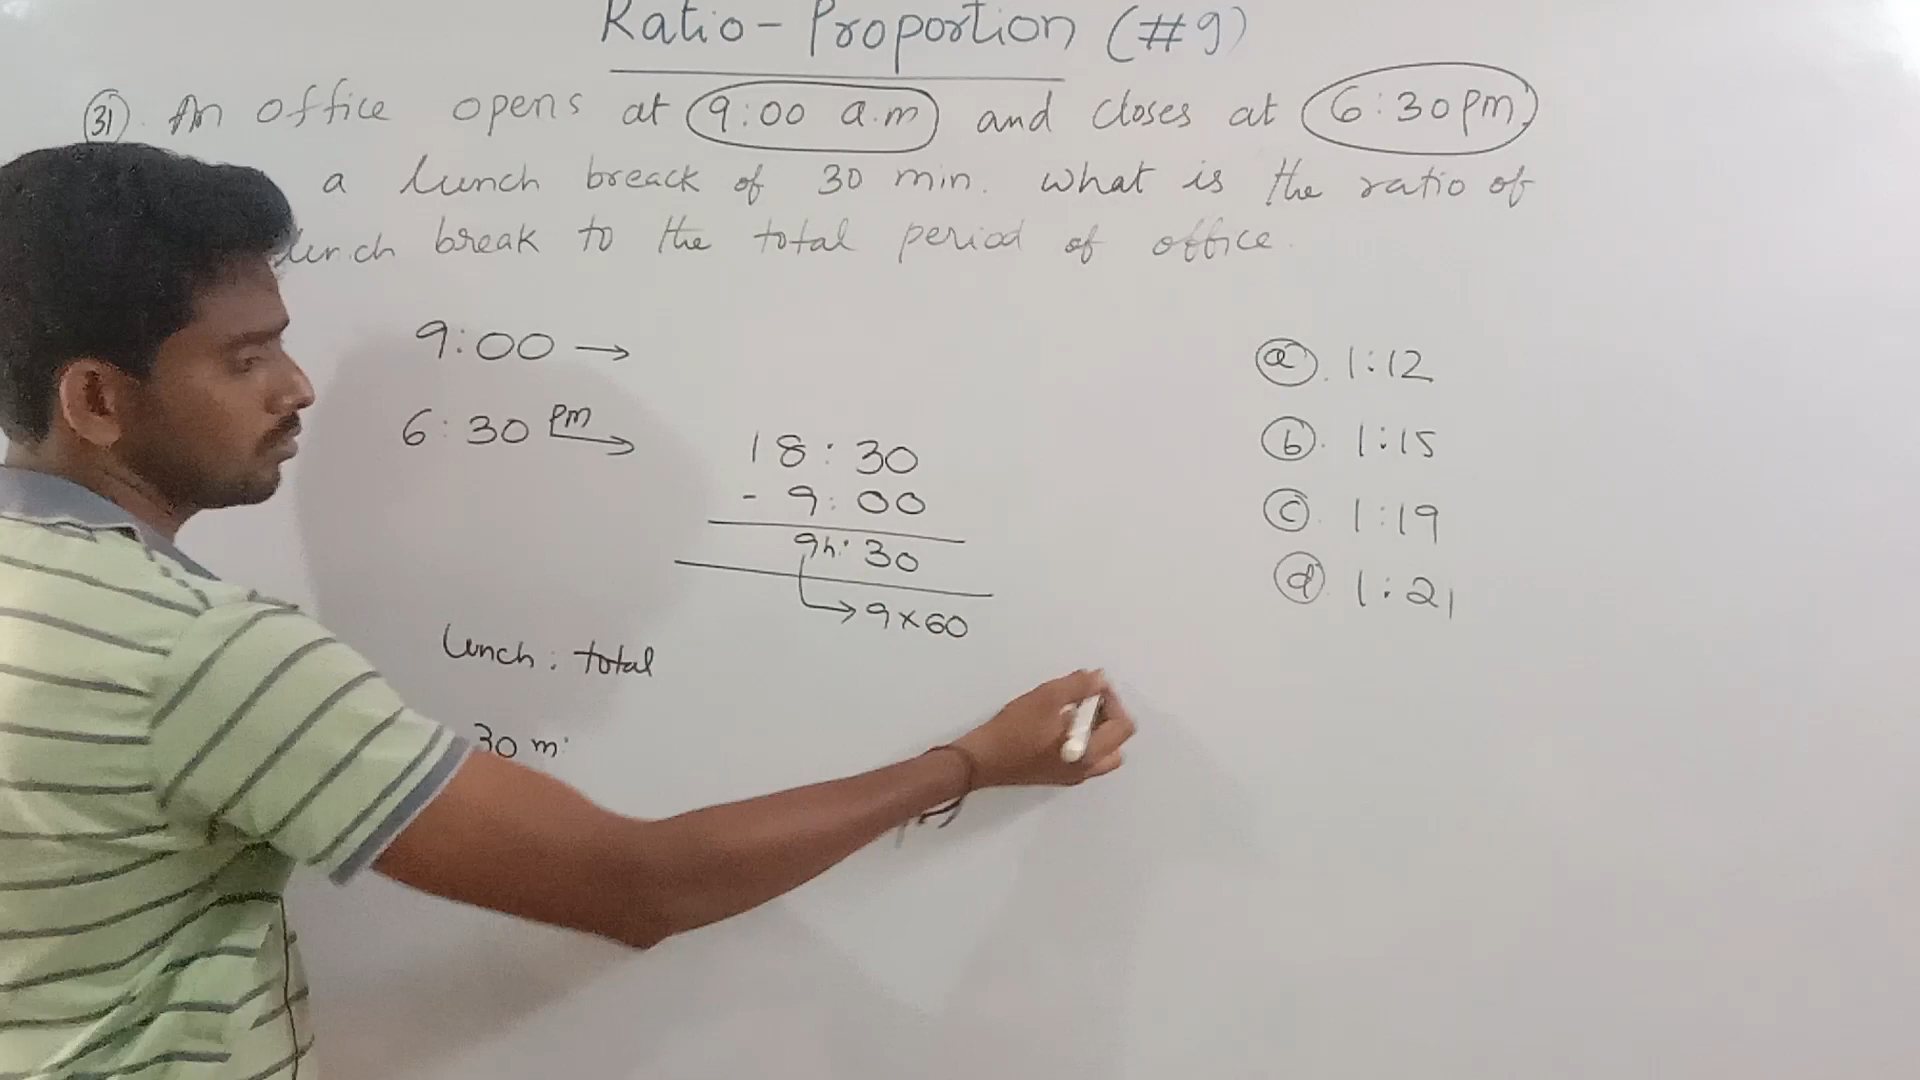 Ratio - Proportion (#9)
31. An office opens at 9:00 a.m and closes at 6:30pm,
a lunch breack of 30 min. what is the ratio of
lunch break to the total period of office.
9:00 →
6:30 pm →
18:30
- 9:00
9h: 30
→ 9×60
lunch : total
30 m
a. 1:12
b. 1:15
c. 1:19
d. 1:21